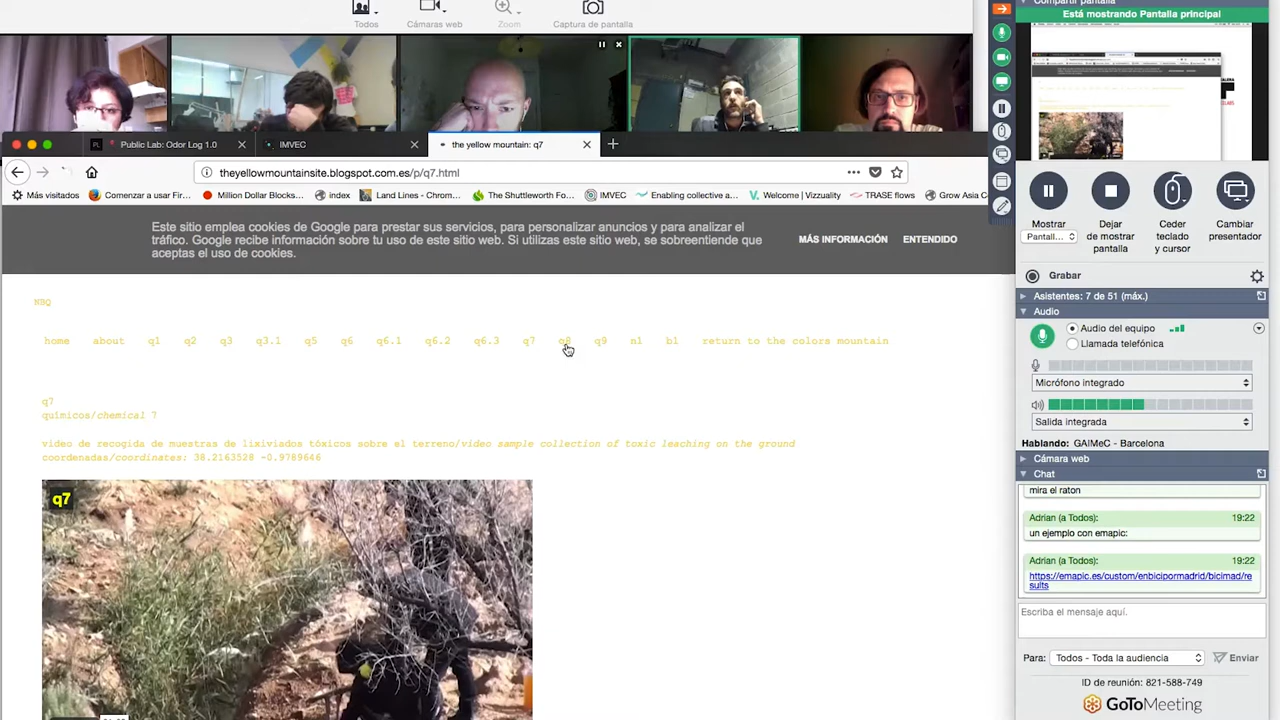 Todos
Cámaras web
Zoom
Captura de pantalla
Compartir pantalla
Está mostrando Pantalla principal
Public Lab: Odor Log 1.0
IMVEC
the yellow mountain: q7
theyellowmountainsite.blogspot.com.es/p/q7.html
Más visitados
Comenzar a usar Fir...
Million Dollar Blocks...
index
Land Lines - Chrom...
The Shuttleworth Fo...
IMVEC
Enabling collective a...
Welcome | Vizzuality
TRASE flows
Grow Asia Co
Este sitio emplea cookies de Google para prestar sus servicios, para personalizar anuncios y para analizar el
tráfico. Google recibe información sobre tu uso de este sitio web. Si utilizas este sitio web, se sobreentiende que
aceptas el uso de cookies.
MÁS INFORMACIÓN
ENTENDIDO
NBQ
home about q1 q2 q3 q3.1 q5 q6 q6.1 q6.2 q6.3 q7 q8 q9 n1 b1 return to the colors mountain
q7
químicos/chemical 7
video de recogida de muestras de lixiviados tóxicos sobre el terreno/video sample collection of toxic leaching on the ground
coordenadas/coordinates: 38.2163528 -0.9789646
q7
Mostrar
Pantall...
Dejar
de mostrar
pantalla
Ceder
teclado
y cursor
Cambiar
presentador
Grabar
Asistentes: 7 de 51 (máx.)
Audio
Audio del equipo
Llamada telefónica
Micrófono integrado
Salida integrada
Hablando: GAIMeC - Barcelona
Cámara web
Chat
mira el raton
Adrian (a Todos): 19:22
un ejemplo con emapic:
Adrian (a Todos): 19:22
https://emapic.es/custom/enbicipormadrid/bicimad/re
sults
Escriba el mensaje aquí.
Para: Todos - Toda la audiencia
Enviar
ID de reunión: 821-588-749
GoToMeeting